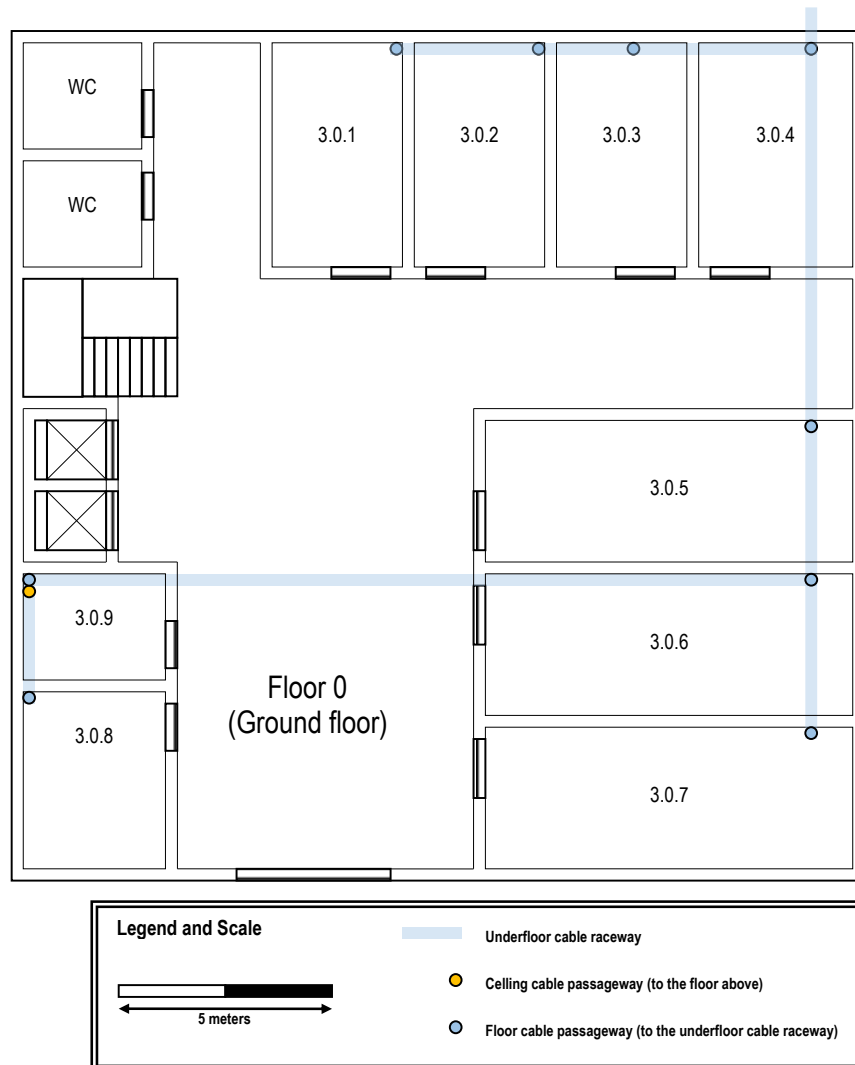 WC
3.0.1
3.0.2
3.0.3
3.0.4
WC
3.0.5
3.0.9
3.0.6
Floor 0
(Ground floor)
3.0.8
3.0.7
Legend and Scale
Underfloor cable raceway
Celling cable passageway (to the floor above)
5 meters
Floor cable passageway (to the underfloor cable raceway)